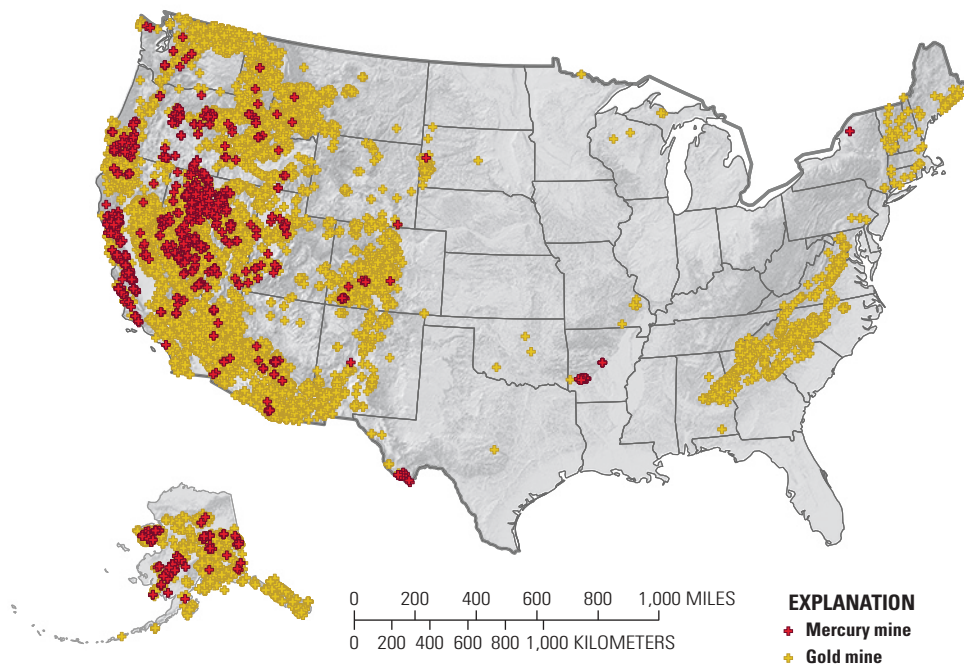 0 200 400 600 800 1,000 MILES
0 200 400 600 800 1,000 KILOMETERS
EXPLANATION
Mercury mine
Gold mine